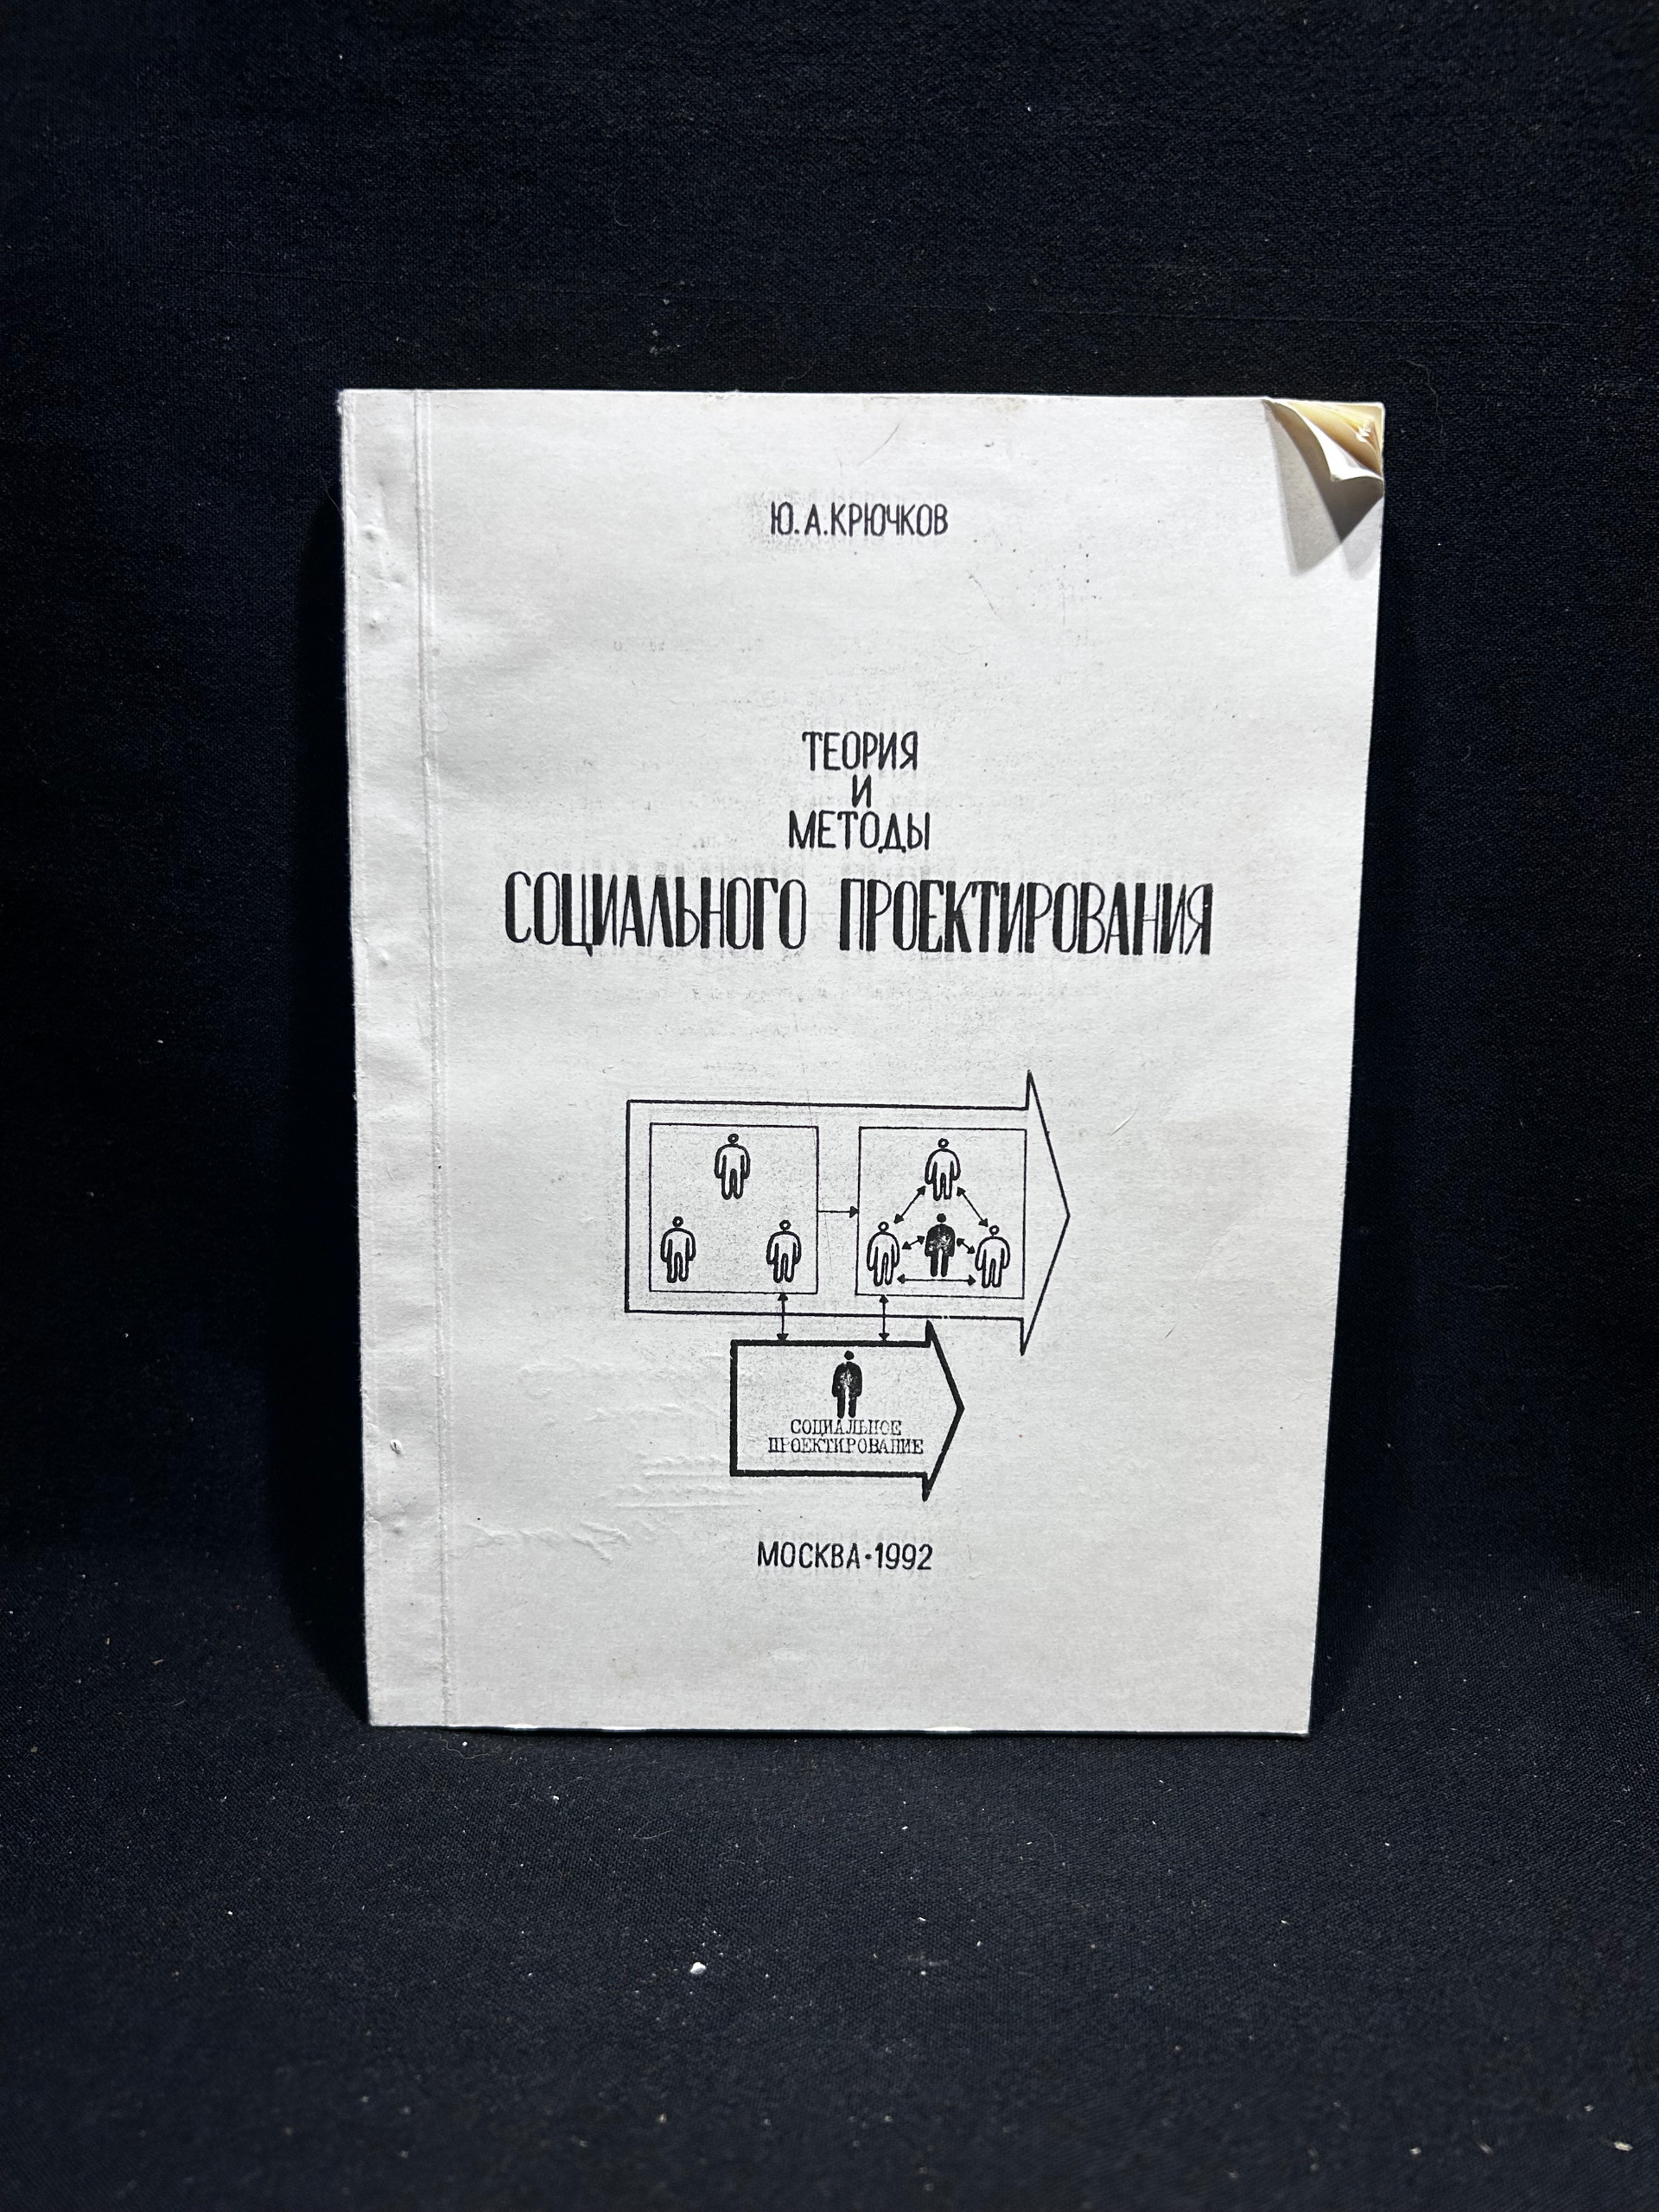 Ю.А.КРЮЧКОВ
ТЕОРИЯ
И
МЕТОДЫ
СОЦИАЛЬНОГО ПРОЕКТИРОВАНИЯ
СОЦИАЛЬНОЕ
ПРОЕКТИРОВАНИЕ
МОСКВА·1992